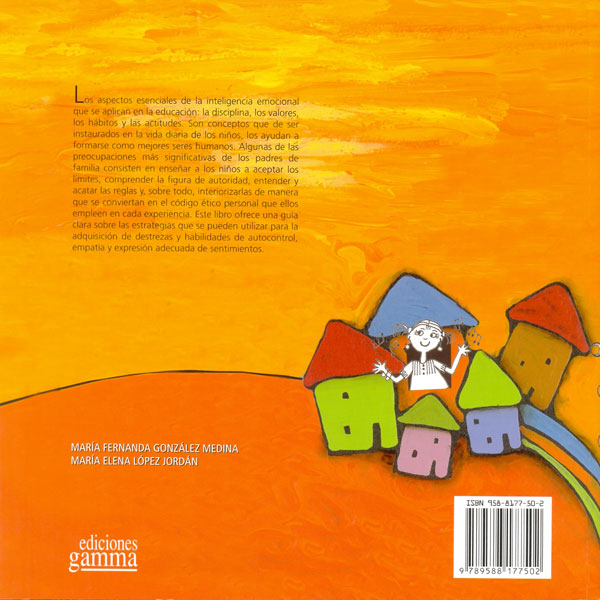 Los aspectos esenciales de la inteligencia emocional
que se aplican en la educación: la disciplina, los valores,
los hábitos y las actitudes. Son conceptos que de ser
instaurados en la vida diaria de los niños, los ayudan a
formarse como mejores seres humanos. Algunas de las
preocupaciones más significativas de los padres de
familia consisten en enseñar a los niños a aceptar los
límites, comprender la figura de autoridad, entender y
acatar las reglas y, sobre todo, interiorizarlas de manera
que se conviertan en el código ético personal que ellos
empleen en cada experiencia. Este libro ofrece una guía
clara sobre las estrategias que se pueden utilizar para la
adquisición de destrezas y habilidades de autocontrol,
empatía y expresión adecuada de sentimientos.
MARÍA FERNANDA GONZÁLEZ MEDINA
MARÍA ELENA LÓPEZ JORDÁN
ediciones
gamma
ISBN 958-8177-50-2
9 789588 177502